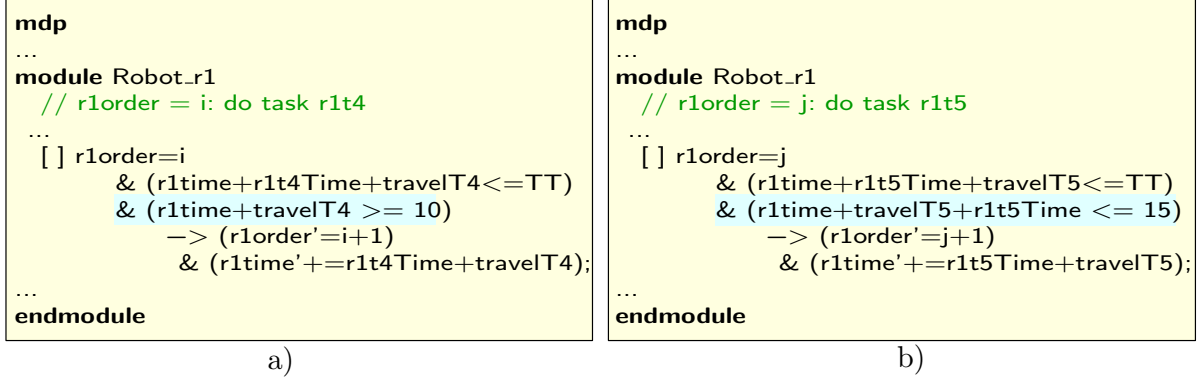 mdp
...
module Robot_r1
// r1order = i: do task r1t4
...
[ ] r1order=i
& (r1time+r1t4Time+travelT4<=TT)
& (r1time+travelT4 >= 10)
−> (r1order'=i+1)
& (r1time'+=r1t4Time+travelT4);
...
endmodule
a)
mdp
...
module Robot_r1
// r1order = j: do task r1t5
...
[ ] r1order=j
& (r1time+r1t5Time+travelT5<=TT)
& (r1time+travelT5+r1t5Time <= 15)
−> (r1order'=j+1)
& (r1time'+=r1t5Time+travelT5);
...
endmodule
b)